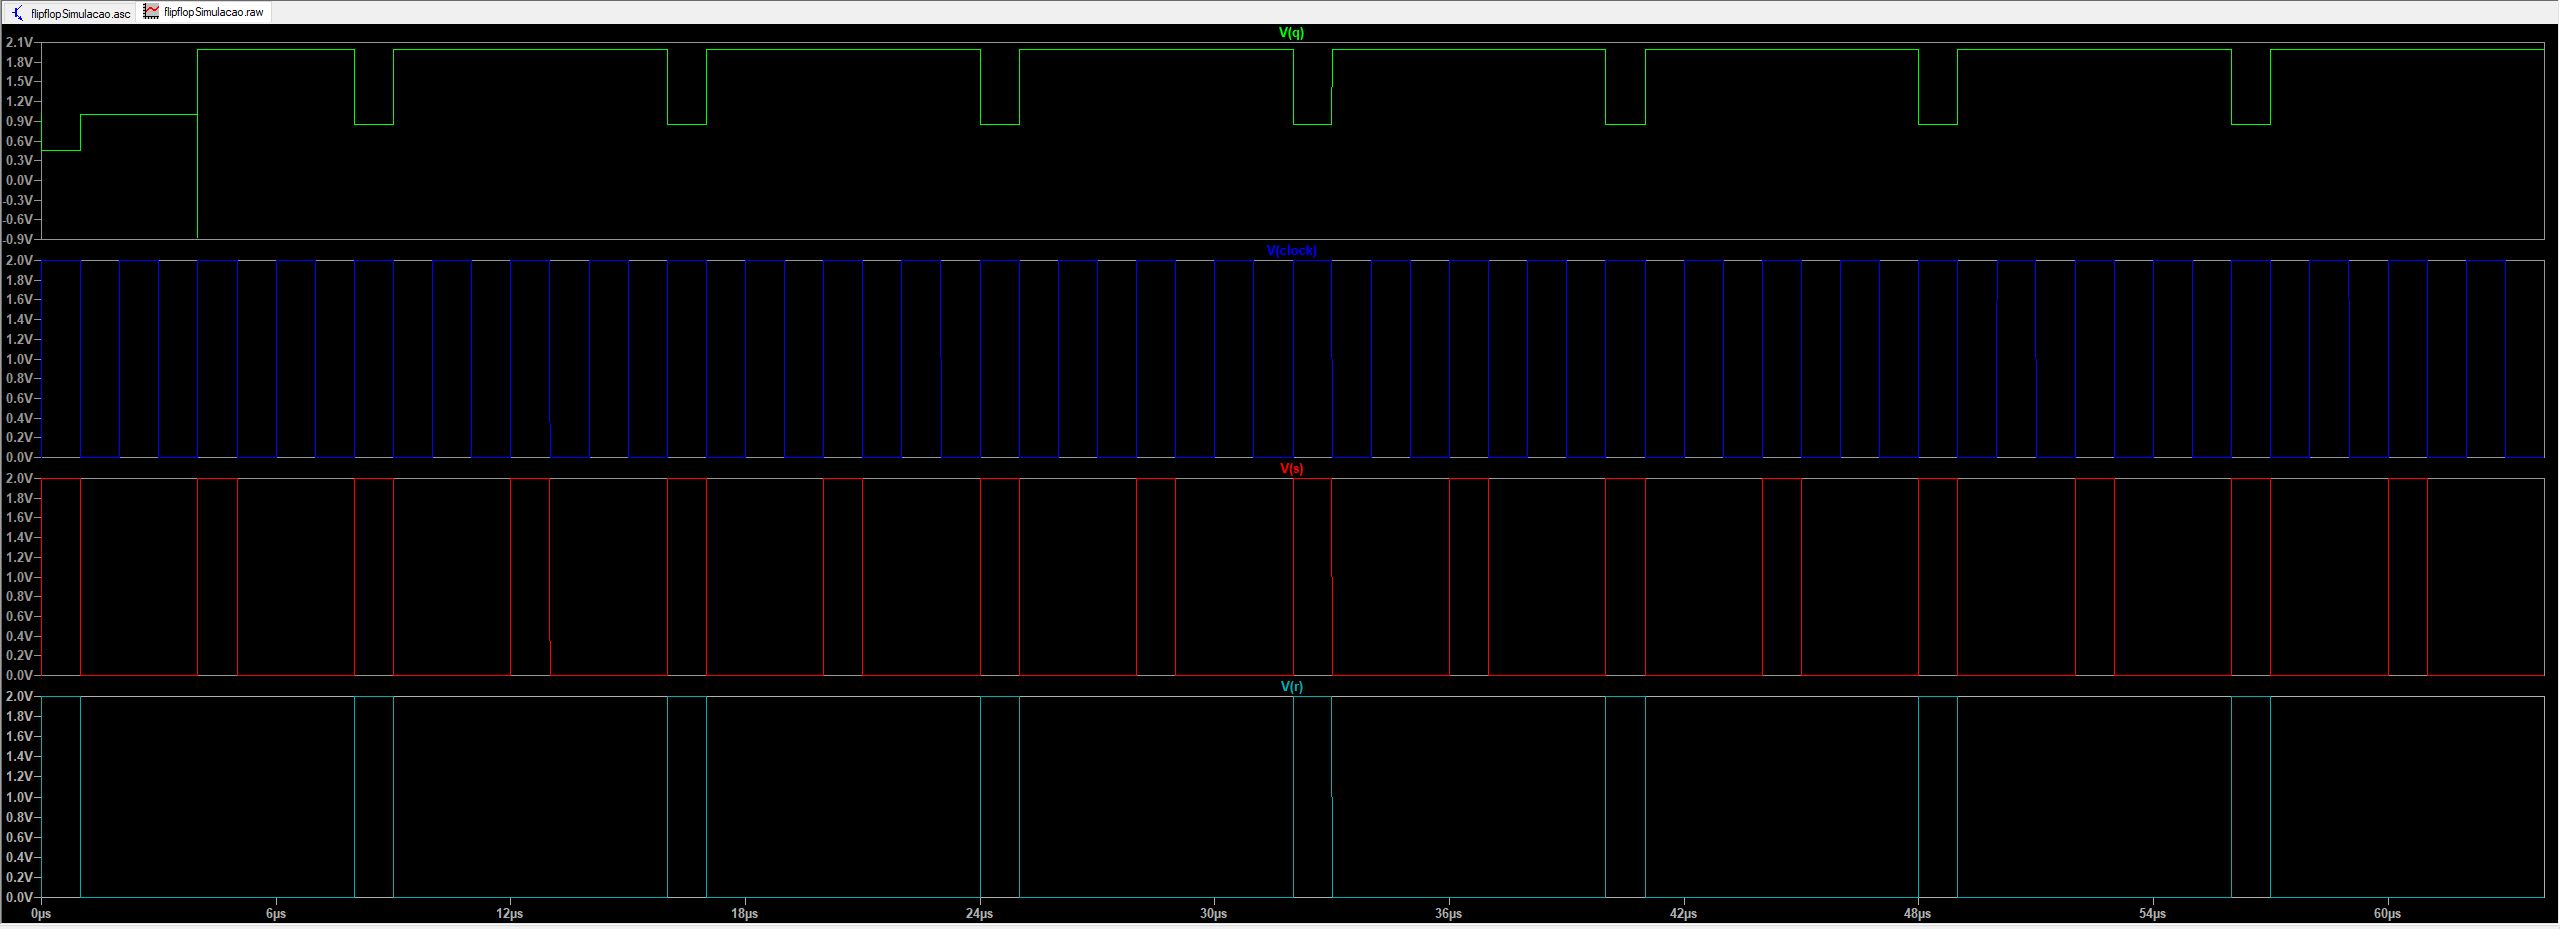 flipflopSimulacao.asc
flipflopSimulacao.raw
V(q)
2.1V
1.8V
1.5V
1.2V
0.9V
0.6V
0.3V
0.0V
-0.3V
-0.6V
-0.9V
V(clock)
2.0V
1.8V
1.6V
1.4V
1.2V
1.0V
0.8V
0.6V
0.4V
0.2V
0.0V
V(s)
2.0V
1.8V
1.6V
1.4V
1.2V
1.0V
0.8V
0.6V
0.4V
0.2V
0.0V
V(r)
2.0V
1.8V
1.6V
1.4V
1.2V
1.0V
0.8V
0.6V
0.4V
0.2V
0.0V
0µs 6µs 12µs 18µs 24µs 30µs 36µs 42µs 48µs 54µs 60µs